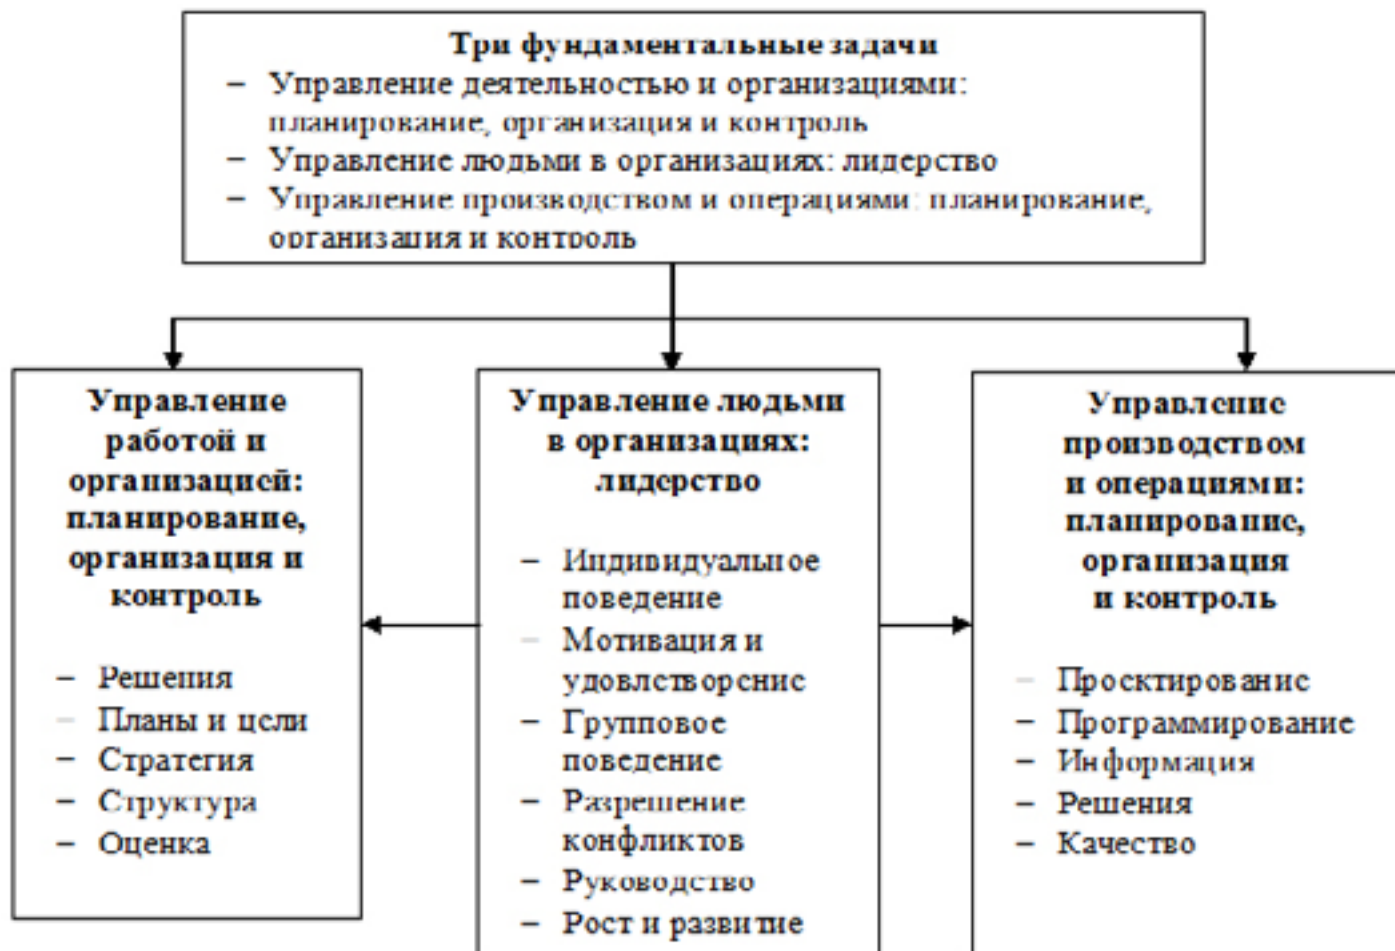 Три фундаментальные задачи
– Управление деятельностью и организациями:
планирование, организация и контроль
– Управление людьми в организациях: лидерство
– Управление производством и операциями: планирование,
организация и контроль
Управление
работой и
организацией:
планирование,
организация и
контроль
– Решения
– Планы и цели
– Стратегия
– Структура
– Оценка
Управление людьми
в организациях:
лидерство
– Индивидуальное
поведение
– Мотивация и
удовлетворение
– Групповое
поведение
– Разрешение
конфликтов
– Руководство
– Рост и развитие
Управление
производством
и операциями:
планирование,
организация
и контроль
– Проектирование
– Программирование
– Информация
– Решения
– Качество